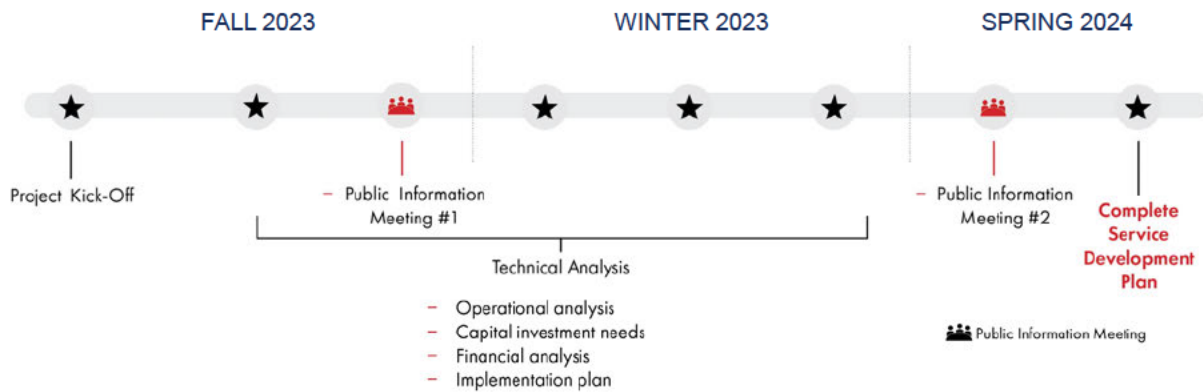 FALL 2023
WINTER 2023
SPRING 2024
Project Kick-Off
– Public Information
Meeting #1
– Public Information
Meeting #2
Complete
Service
Development
Plan
Technical Analysis
– Operational analysis
– Capital investment needs
– Financial analysis
– Implementation plan
Public Information Meeting